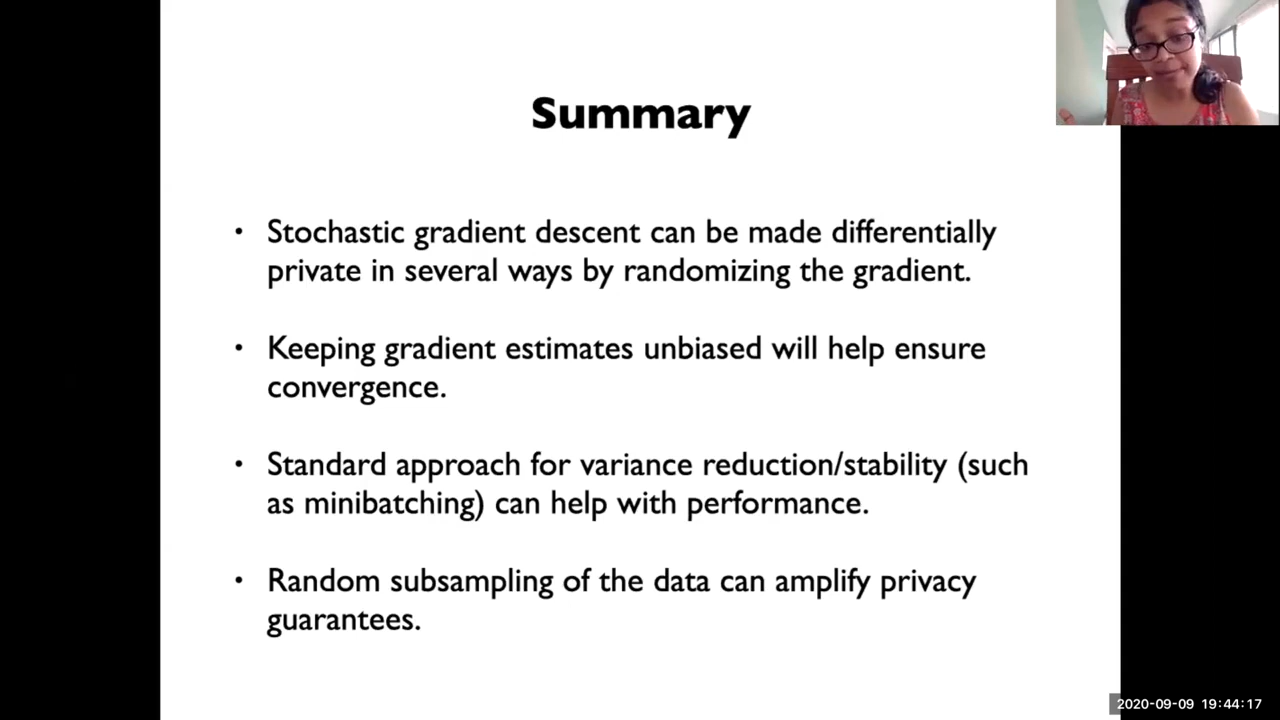 Summary
• Stochastic gradient descent can be made differentially
private in several ways by randomizing the gradient.
• Keeping gradient estimates unbiased will help ensure
convergence.
• Standard approach for variance reduction/stability (such
as minibatching) can help with performance.
• Random subsampling of the data can amplify privacy
guarantees.
2020-09-09 19:44:17